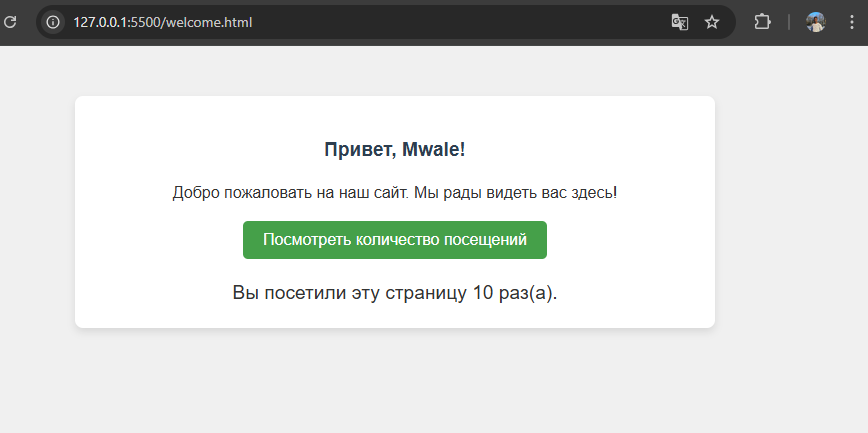 127.0.0.1:5500/welcome.html
Привет, Mwale!
Добро пожаловать на наш сайт. Мы рады видеть вас здесь!
Посмотреть количество посещений
Вы посетили эту страницу 10 раз(а).